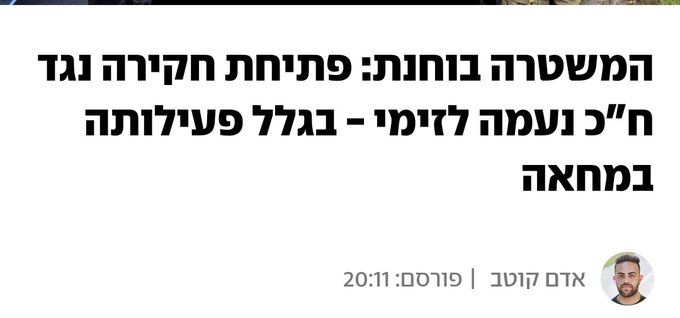 המשטרה בוחנת: פתיחת חקירה נגד
ח"כ נעמה לזימי - בגלל פעילותה
במחאה
אדם קוטב | פורסם: 20:11